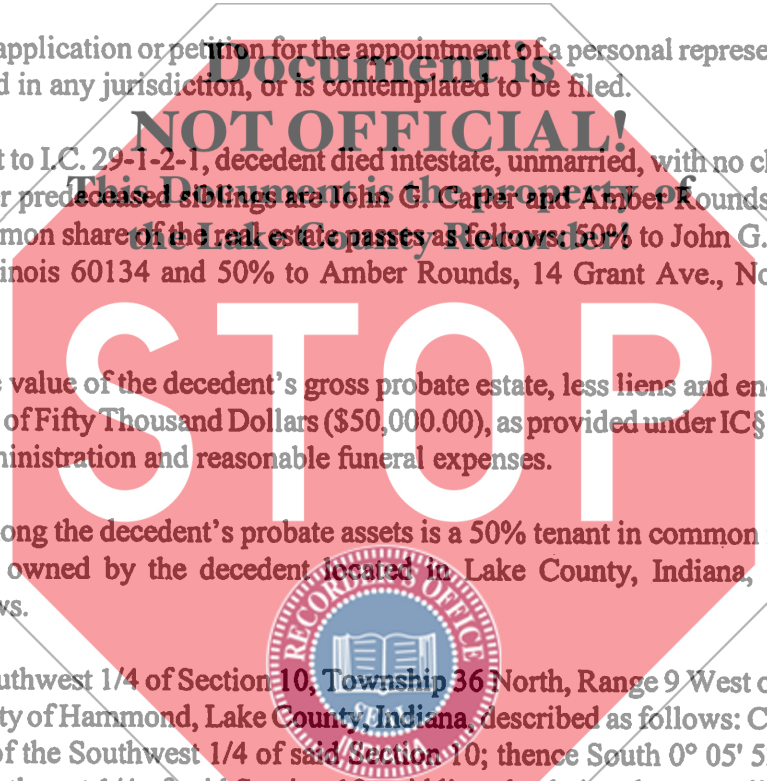 application or petition for the appointment of a personal represe
Document is
d in any jurisdiction, or is contemplated to be filed.
NOT OFFICIAL!
t to I.C. 29-1-2-1, decedent died intestate, unmarried, with no c
This Document is the property of
r predeceased siblings are John G. Carter and Amber Rounds
the Lake County Recorder!
mon share of the real estate passes as follows: 50% to John G.
inois 60134 and 50% to Amber Rounds, 14 Grant Ave., No
STOP
value of the decedent's gross probate estate, less liens and en
of Fifty Thousand Dollars ($50,000.00), as provided under IC§
ministration and reasonable funeral expenses.
ong the decedent's probate assets is a 50% tenant in common
owned by the decedent located in Lake County, Indiana,
ws.
RECORDER'S OFFICE
SEAL
uthwest 1/4 of Section 10, Township 36 North, Range 9 West o
ty of Hammond, Lake County, Indiana, described as follows: C
of the Southwest 1/4 of said Section 10; thence South 0° 05' 5